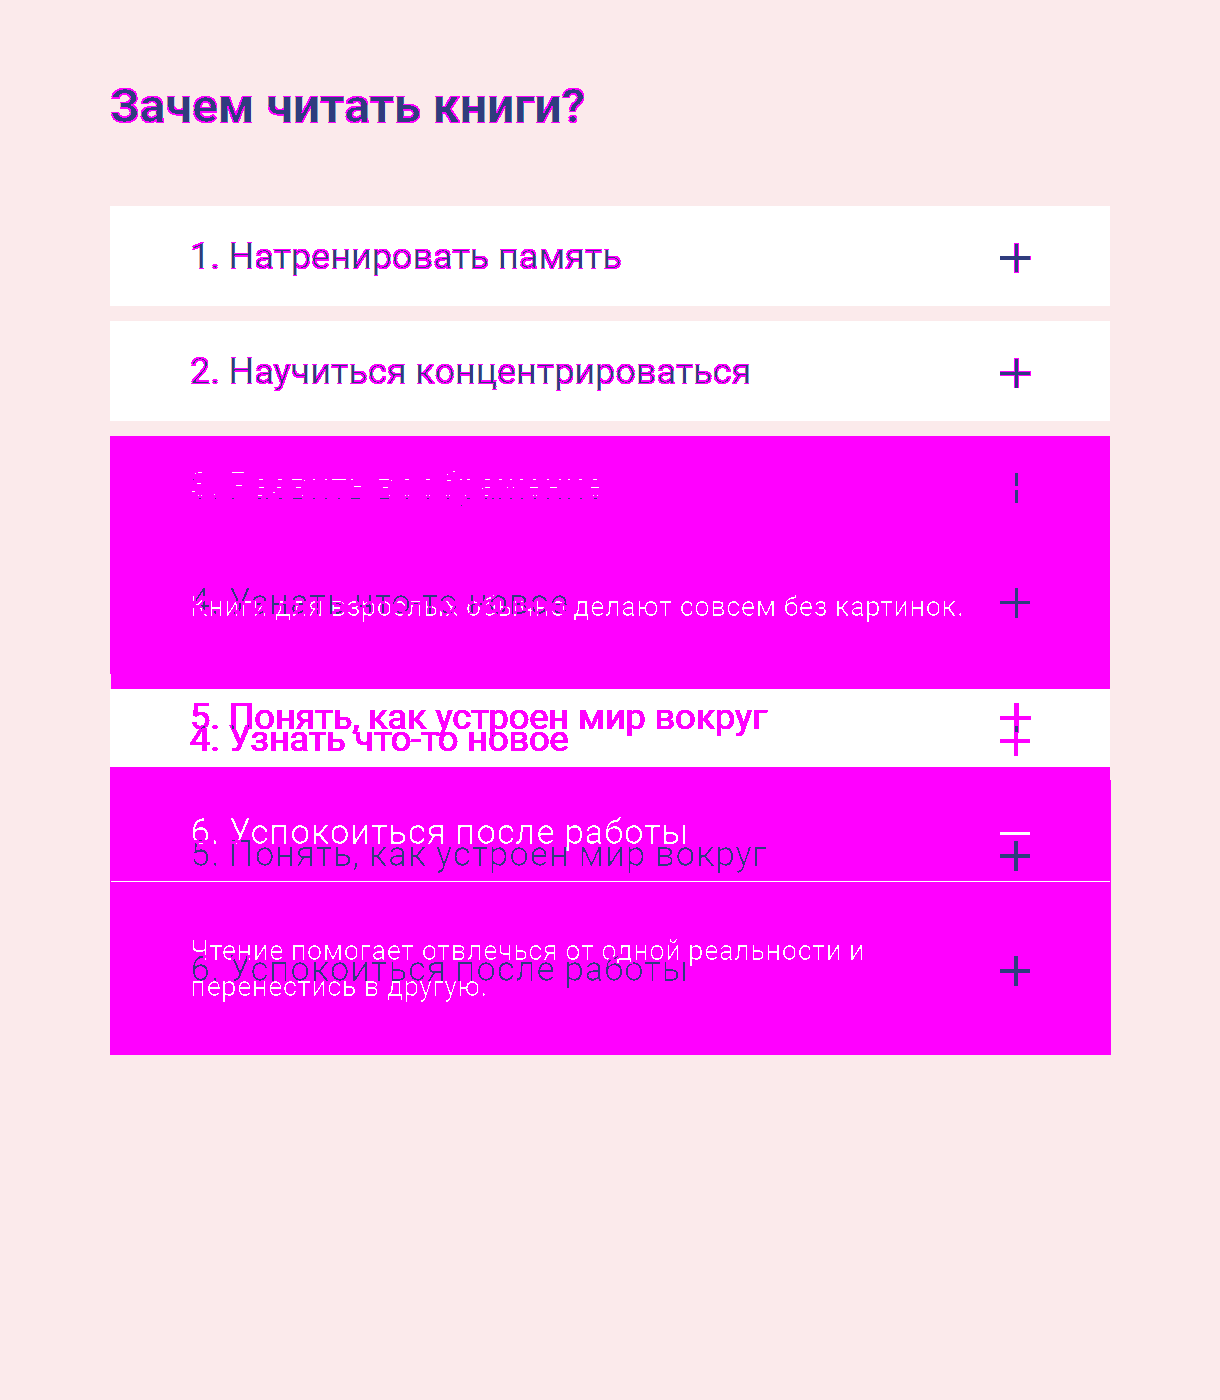 Зачем читать книги?
1. Натренировать память
2. Научиться концентрироваться
3. Развить воображение
4. Узнать что-то новое
Книги для взрослых обычно делают совсем без картинок.
5. Понять, как устроен мир вокруг
4. Узнать что-то новое
6. Успокоиться после работы
5. Понять, как устроен мир вокруг
Чтение помогает отвлечься от одной реальности и
6. Успокоиться после работы
перенестись в другую.